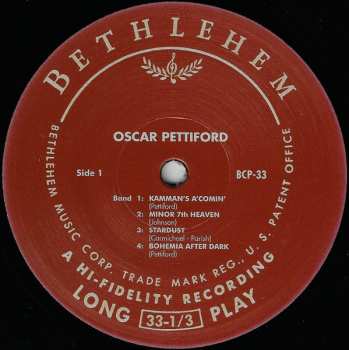 BETHLEHEM
OSCAR PETTIFORD
Side 1
BCP-33
Band 1: KAMMAN'S A'COMIN'
(Pettiford)
2: MINOR 7th HEAVEN
(Johnson)
3: STARDUST
(Carmichael - Parish)
4: BOHEMIA AFTER DARK
(Pettiford)
BETHLEHEM MUSIC CORP. TRADE MARK REG., U. S. PATENT OFFICE
A HI-FIDELITY RECORDING
LONG 33-1/3 PLAY